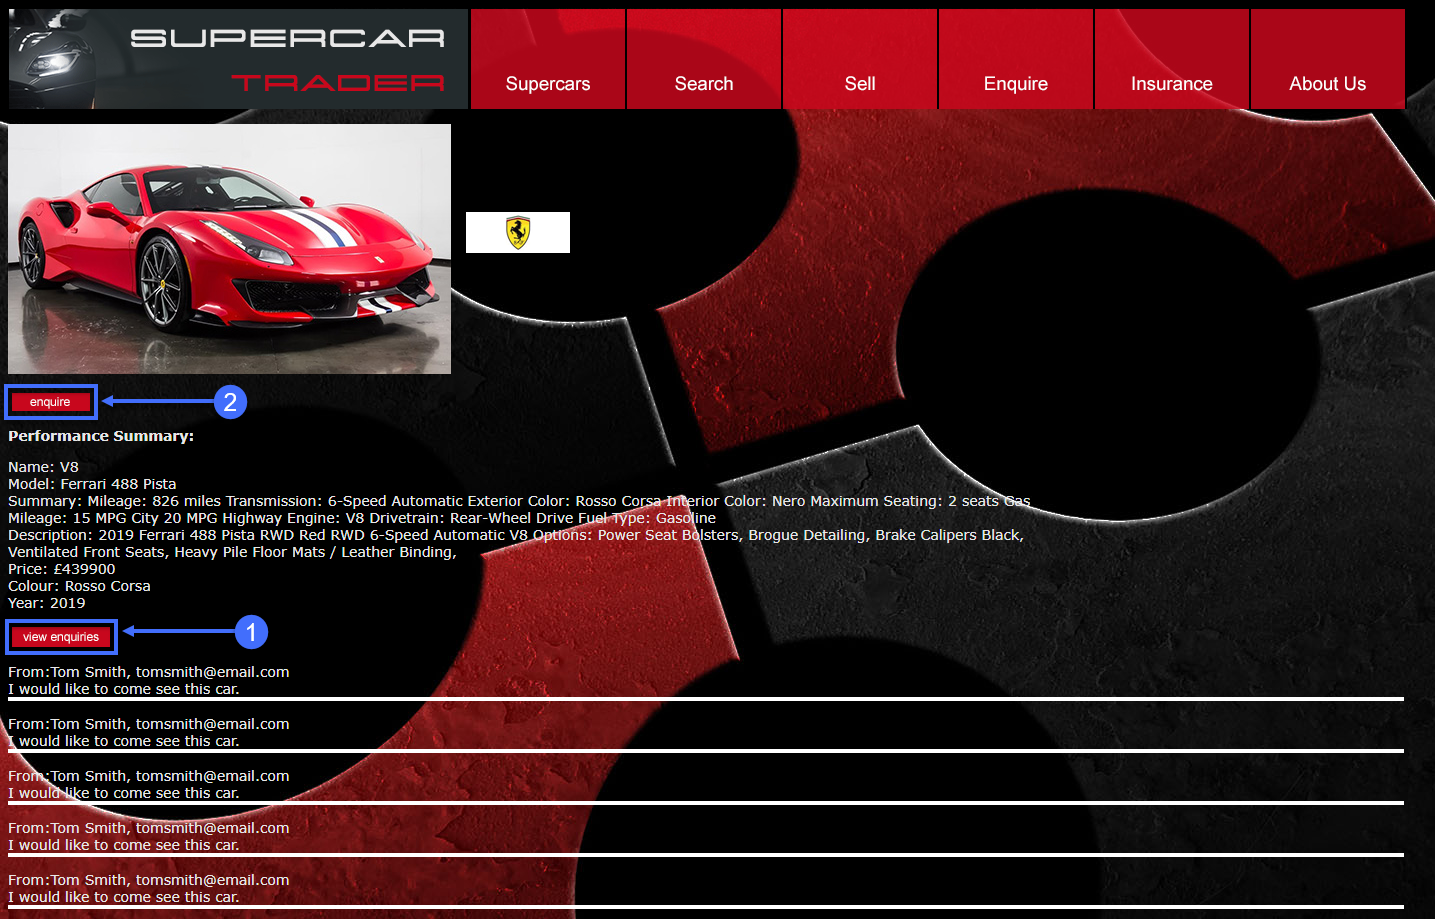 SUPERCAR
TRADER
Supercars
Search
Sell
Enquire
Insurance
About Us
enquire
2
Performance Summary:
Name: V8
Model: Ferrari 488 Pista
Summary: Mileage: 826 miles Transmission: 6-Speed Automatic Exterior Color: Rosso Corsa Interior Color: Nero Maximum Seating: 2 seats Gas
Mileage: 15 MPG City 20 MPG Highway Engine: V8 Drivetrain: Rear-Wheel Drive Fuel Type: Gasoline
Description: 2019 Ferrari 488 Pista RWD Red RWD 6-Speed Automatic V8 Options: Power Seat Bolsters, Brogue Detailing, Brake Calipers Black,
Ventilated Front Seats, Heavy Pile Floor Mats / Leather Binding,
Price: £439900
Colour: Rosso Corsa
Year: 2019
view enquiries
1
From:Tom Smith, tomsmith@email.com
I would like to come see this car.
From:Tom Smith, tomsmith@email.com
I would like to come see this car.
From:Tom Smith, tomsmith@email.com
I would like to come see this car.
From:Tom Smith, tomsmith@email.com
I would like to come see this car.
From:Tom Smith, tomsmith@email.com
I would like to come see this car.